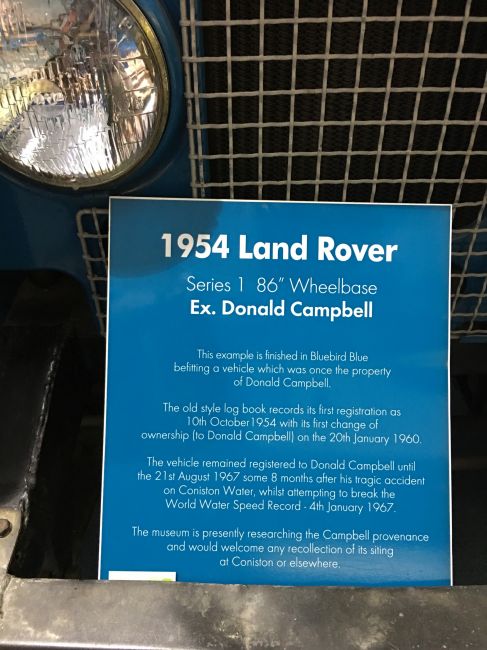 1954 Land Rover
Series 1 86" Wheelbase
Ex. Donald Campbell
This example is finished in Bluebird Blue
befitting a vehicle which was once the property
of Donald Campbell.
The old style log book records its first registration as
10th October1954 with its first change of
ownership (to Donald Campbell) on the 20th January 1960.
The vehicle remained registered to Donald Campbell until
the 21st August 1967 some 8 months after his tragic accident
on Coniston Water, whilst attempting to break the
World Water Speed Record - 4th January 1967.
The museum is presently researching the Campbell provenance
and would welcome any recollection of its siting
at Coniston or elsewhere.